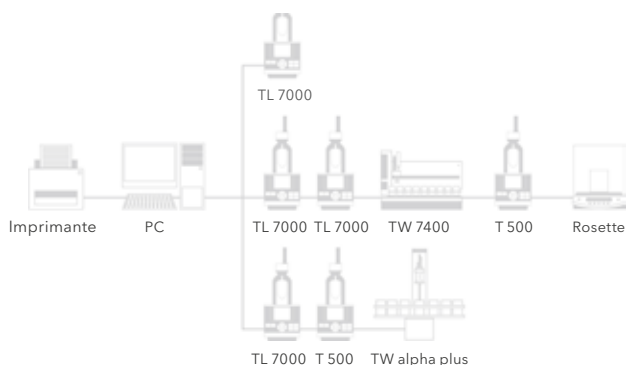 TL 7000
Imprimante PC TL 7000 TL 7000 TW 7400 T 500 Rosette
TL 7000 T 500 TW alpha plus